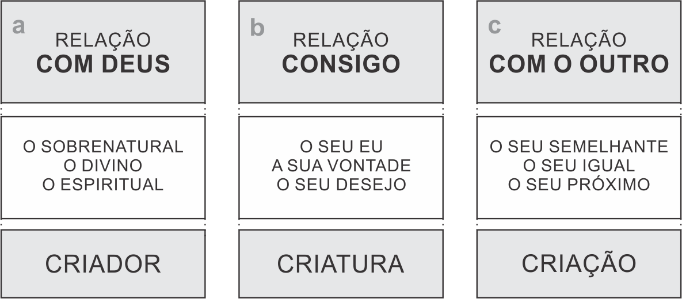 a
RELAÇÃO
COM DEUS
O SOBRENATURAL
O DIVINO
O ESPIRITUAL
CRIADOR
b
RELAÇÃO
CONSIGO
O SEU EU
A SUA VONTADE
O SEU DESEJO
CRIATURA
c
RELAÇÃO
COM O OUTRO
O SEU SEMELHANTE
O SEU IGUAL
O SEU PRÓXIMO
CRIAÇÃO